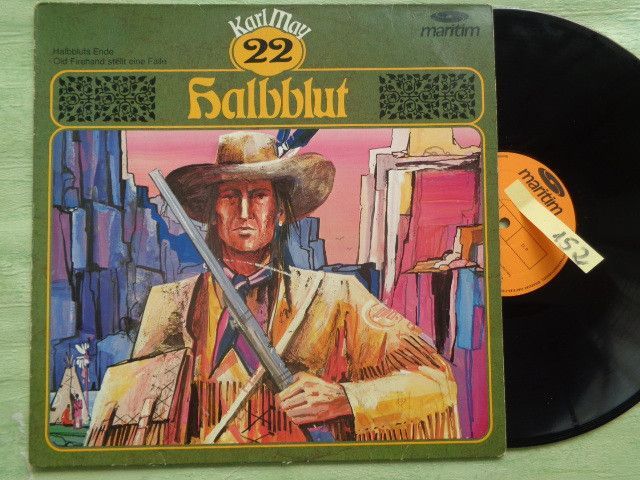 Karl May
22
maritim
Halbbluts Ende
Old Firehand stellt eine Falle
Halbblut
maritim
152